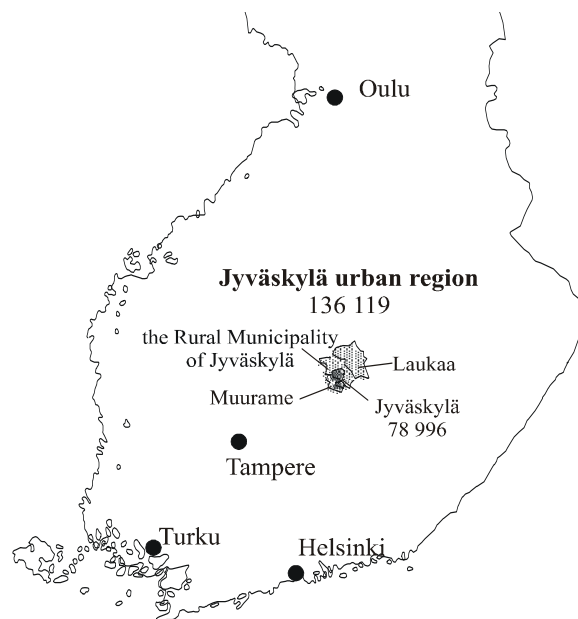 Oulu
Jyväskylä urban region
136 119
the Rural Municipality
of Jyväskylä
Laukaa
Muurame
Jyväskylä
78 996
Tampere
Turku
Helsinki